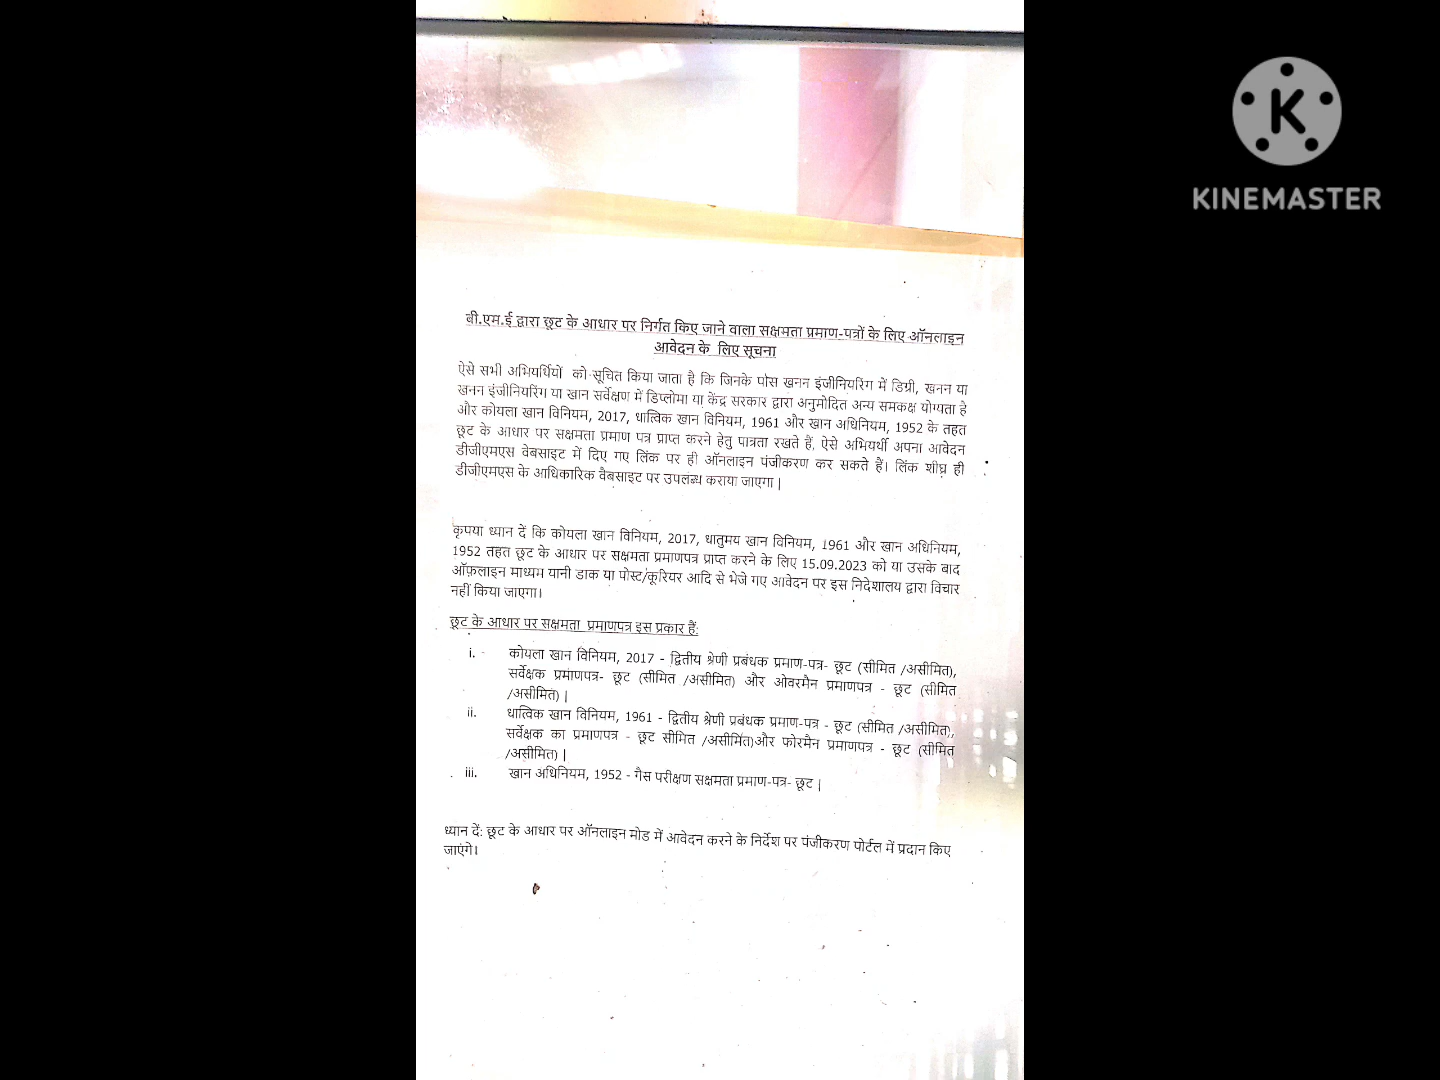 KINEMASTER
बी.एम.ई द्वारा छूट के आधार पर निर्गत किए जाने वाला सक्षमता प्रमाण-पत्रों के लिए ऑनलाइन
आवेदन के लिए सूचना
ऐसे सभी अभियर्थियों को सूचित किया जाता है कि जिनके पास खनन इंजीनियरिंग में डिग्री, खनन या
खनन इंजीनियरिंग या खान सर्वेक्षण में डिप्लोमा या केंद्र सरकार द्वारा अनुमोदित अन्य समकक्ष योग्यता है
और कोयला खान विनियम, 2017, धात्विक खान विनियम, 1961 और खान अधिनियम, 1952 के तहत
छूट के आधार पर सक्षमता प्रमाण पत्र प्राप्त करने हेतु पात्रता रखते हैं, ऐसे अभियर्थी अपना आवेदन
डीजीएमएस वेबसाइट में दिए गए लिंक पर ही ऑनलाइन पंजीकरण कर सकते हैं। लिंक शीघ्र ही
डीजीएमएस के आधिकारिक वैबसाइट पर उपलब्ध कराया जाएगा |
कृपया ध्यान दें कि कोयला खान विनियम, 2017, धातुमय खान विनियम, 1961 और खान अधिनियम,
1952 तहत छूट के आधार पर सक्षमता प्रमाणपत्र प्राप्त करने के लिए 15.09.2023 को या उसके बाद
ऑफ़लाइन माध्यम यानी डाक या पोस्ट/कूरियर आदि से भेजे गए आवेदन पर इस निदेशालय द्वारा विचार
नहीं किया जाएगा।
छूट के आधार पर सक्षमता प्रमाणपत्र इस प्रकार हैं:
i. कोयला खान विनियम, 2017 - द्वितीय श्रेणी प्रबंधक प्रमाण-पत्र- छूट (सीमित /असीमित),
सर्वेक्षक प्रमाणपत्र- छूट (सीमित /असीमित) और ओवरमैन प्रमाणपत्र - छूट (सीमित
/असीमित) |
ii. धात्विक खान विनियम, 1961 - द्वितीय श्रेणी प्रबंधक प्रमाण-पत्र - छूट (सीमित /असीमित),
सर्वेक्षक का प्रमाणपत्र - छूट सीमित /असीमित)और फोरमैन प्रमाणपत्र - छूट (सीमित
/असीमित) |
iii. खान अधिनियम, 1952 - गैस परीक्षण सक्षमता प्रमाण-पत्र- छूट |
ध्यान दें: छूट के आधार पर ऑनलाइन मोड में आवेदन करने के निर्देश पर पंजीकरण पोर्टल में प्रदान किए
जाएंगे।